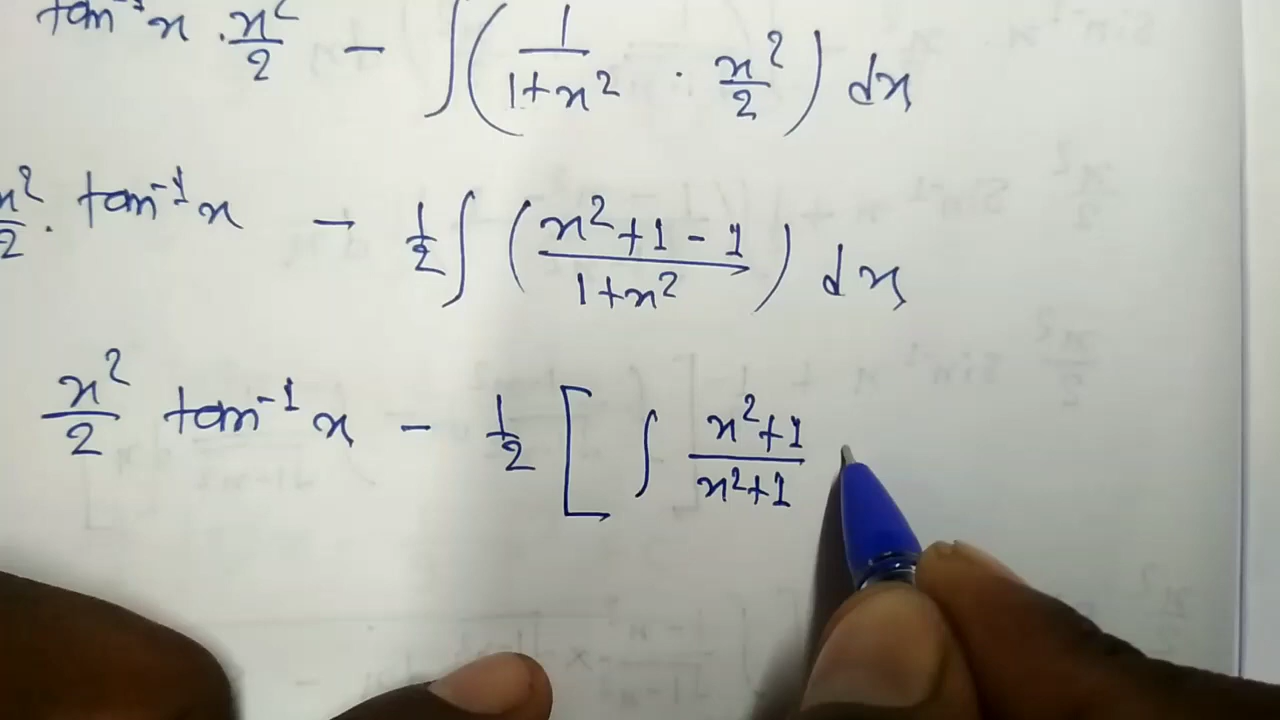 tan⁻¹x · x²/2 − ∫(1/(1+x²) · x²/2) dx
x²/2 · tan⁻¹x − 1/2 ∫((x²+1-1)/(1+x²)) dx
x²/2 tan⁻¹x − 1/2 [∫ (x²+1)/(x²+1)